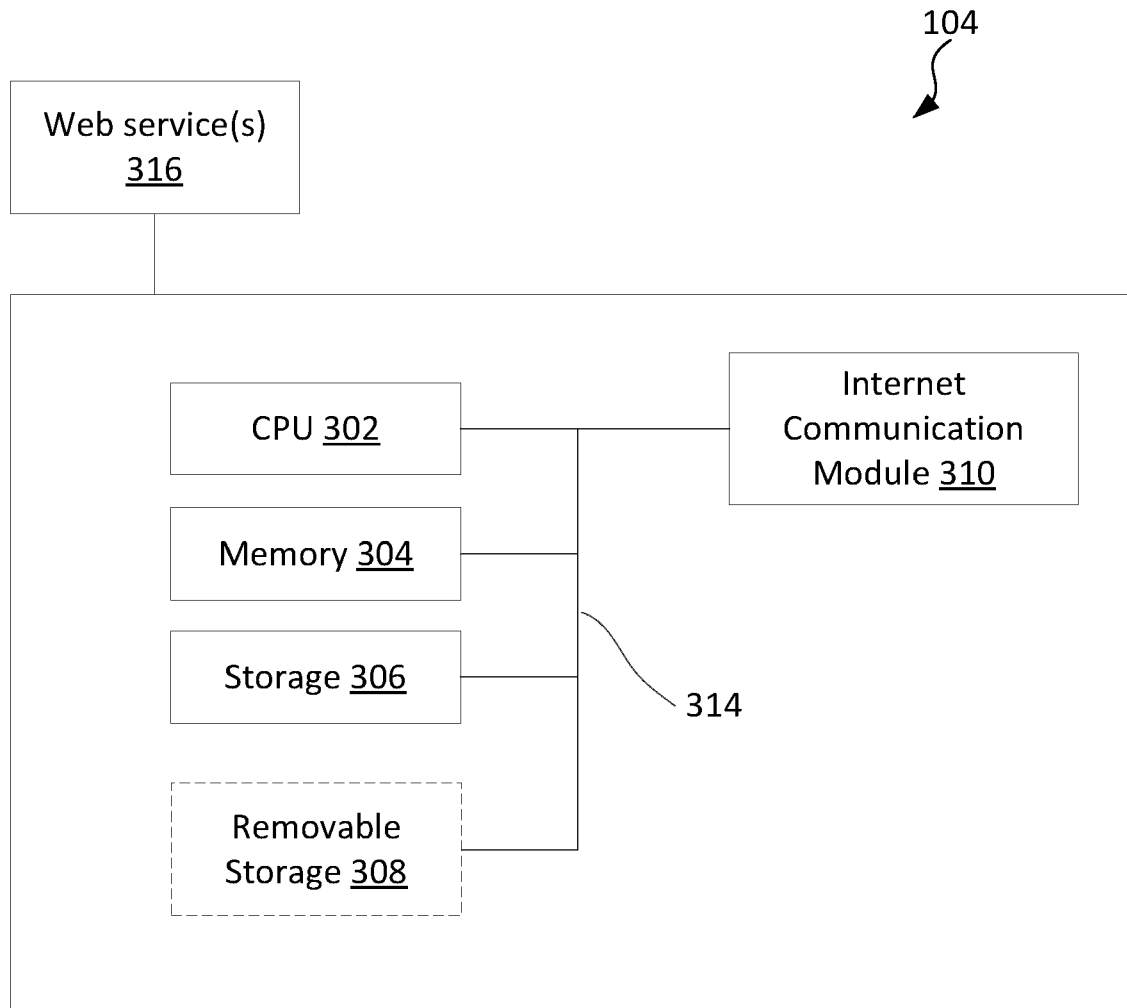 104
Web service(s)
316
CPU 302
Internet
Communication
Module 310
Memory 304
Storage 306
314
Removable
Storage 308